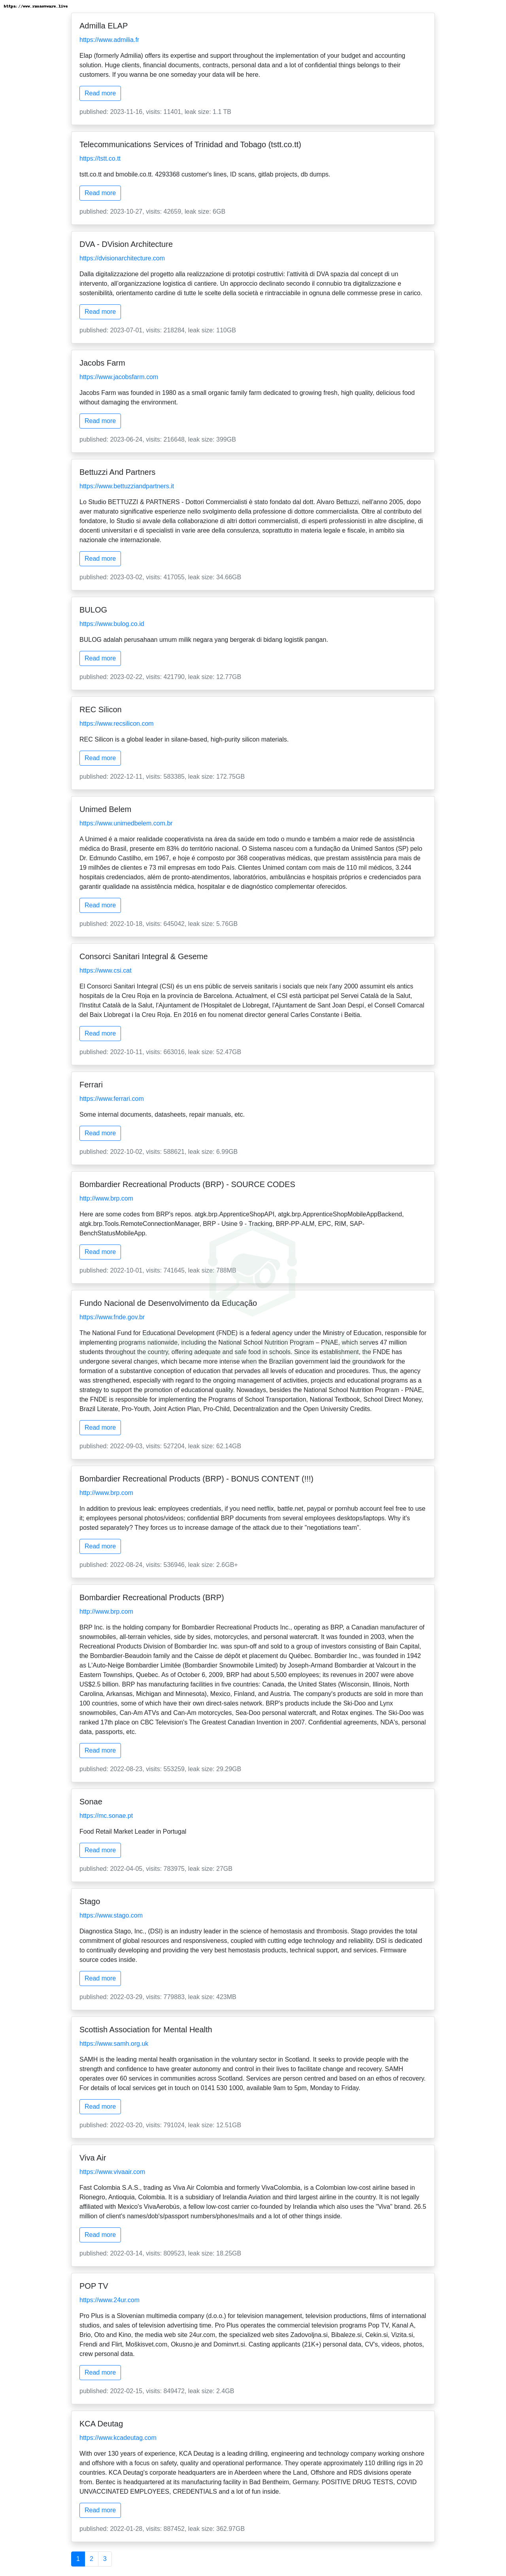 https://www.ransomware.live
Admilla ELAP
https://www.admilia.fr
Elap (formerly Admilia) offers its expertise and support throughout the implementation of your budget and accounting
solution. Huge clients, financial documents, contracts, personal data and a lot of confidential things belongs to their
customers. If you wanna be one someday your data will be here.
Read more
published: 2023-11-16, visits: 11401, leak size: 1.1 TB
Telecommunications Services of Trinidad and Tobago (tstt.co.tt)
https://tstt.co.tt
tstt.co.tt and bmobile.co.tt. 4293368 customer's lines, ID scans, gitlab projects, db dumps.
Read more
published: 2023-10-27, visits: 42659, leak size: 6GB
DVA - DVision Architecture
https://dvisionarchitecture.com
Dalla digitalizzazione del progetto alla realizzazione di prototipi costruttivi: l'attività di DVA spazia dal concept di un
intervento, all'organizzazione logistica di cantiere. Un approccio declinato secondo il connubio tra digitalizzazione e
sostenibilità, orientamento cardine di tutte le scelte della società e rintracciabile in ognuna delle commesse prese in carico.
Read more
published: 2023-07-01, visits: 218284, leak size: 110GB
Jacobs Farm
https://www.jacobsfarm.com
Jacobs Farm was founded in 1980 as a small organic family farm dedicated to growing fresh, high quality, delicious food
without damaging the environment.
Read more
published: 2023-06-24, visits: 216648, leak size: 399GB
Bettuzzi And Partners
https://www.bettuzziandpartners.it
Lo Studio BETTUZZI & PARTNERS - Dottori Commercialisti è stato fondato dal dott. Alvaro Bettuzzi, nell'anno 2005, dopo
aver maturato significative esperienze nello svolgimento della professione di dottore commercialista. Oltre al contributo del
fondatore, lo Studio si avvale della collaborazione di altri dottori commercialisti, di esperti professionisti in altre discipline, di
docenti universitari e di specialisti in varie aree della consulenza, soprattutto in materia legale e fiscale, in ambito sia
nazionale che internazionale.
Read more
published: 2023-03-02, visits: 417055, leak size: 34.66GB
BULOG
https://www.bulog.co.id
BULOG adalah perusahaan umum milik negara yang bergerak di bidang logistik pangan.
Read more
published: 2023-02-22, visits: 421790, leak size: 12.77GB
REC Silicon
https://www.recsilicon.com
REC Silicon is a global leader in silane-based, high-purity silicon materials.
Read more
published: 2022-12-11, visits: 583385, leak size: 172.75GB
Unimed Belem
https://www.unimedbelem.com.br
A Unimed é a maior realidade cooperativista na área da saúde em todo o mundo e também a maior rede de assistência
médica do Brasil, presente em 83% do território nacional. O Sistema nasceu com a fundação da Unimed Santos (SP) pelo
Dr. Edmundo Castilho, em 1967, e hoje é composto por 368 cooperativas médicas, que prestam assistência para mais de
19 milhões de clientes e 73 mil empresas em todo País. Clientes Unimed contam com mais de 110 mil médicos, 3.244
hospitais credenciados, além de pronto-atendimentos, laboratórios, ambulâncias e hospitais próprios e credenciados para
garantir qualidade na assistência médica, hospitalar e de diagnóstico complementar oferecidos.
Read more
published: 2022-10-18, visits: 645042, leak size: 5.76GB
Consorci Sanitari Integral & Geseme
https://www.csi.cat
El Consorci Sanitari Integral (CSI) és un ens públic de serveis sanitaris i socials que neix l'any 2000 assumint els antics
hospitals de la Creu Roja en la província de Barcelona. Actualment, el CSI està participat pel Servei Català de la Salut,
l'Institut Català de la Salut, l'Ajuntament de l'Hospitalet de Llobregat, l'Ajuntament de Sant Joan Despí, el Consell Comarcal
del Baix Llobregat i la Creu Roja. En 2016 en fou nomenat director general Carles Constante i Beitia.
Read more
published: 2022-10-11, visits: 663016, leak size: 52.47GB
Ferrari
https://www.ferrari.com
Some internal documents, datasheets, repair manuals, etc.
Read more
published: 2022-10-02, visits: 588621, leak size: 6.99GB
Bombardier Recreational Products (BRP) - SOURCE CODES
http://www.brp.com
Here are some codes from BRP's repos. atgk.brp.ApprenticeShopAPI, atgk.brp.ApprenticeShopMobileAppBackend,
atgk.brp.Tools.RemoteConnectionManager, BRP - Usine 9 - Tracking, BRP-PP-ALM, EPC, RIM, SAP-
BenchStatusMobileApp.
Read more
published: 2022-10-01, visits: 741645, leak size: 788MB
Fundo Nacional de Desenvolvimento da Educação
https://www.fnde.gov.br
The National Fund for Educational Development (FNDE) is a federal agency under the Ministry of Education, responsible for
implementing programs nationwide, including the National School Nutrition Program – PNAE, which serves 47 million
students throughout the country, offering adequate and safe food in schools. Since its establishment, the FNDE has
undergone several changes, which became more intense when the Brazilian government laid the groundwork for the
formation of a substantive conception of education that pervades all levels of education and procedures. Thus, the agency
was strengthened, especially with regard to the ongoing management of activities, projects and educational programs as a
strategy to support the promotion of educational quality. Nowadays, besides the National School Nutrition Program - PNAE,
the FNDE is responsible for implementing the Programs of School Transportation, National Textbook, School Direct Money,
Brazil Literate, Pro-Youth, Joint Action Plan, Pro-Child, Decentralization and the Open University Credits.
Read more
published: 2022-09-03, visits: 527204, leak size: 62.14GB
Bombardier Recreational Products (BRP) - BONUS CONTENT (!!!)
http://www.brp.com
In addition to previous leak: employees credentials, if you need netflix, battle.net, paypal or pornhub account feel free to use
it; employees personal photos/videos; confidential BRP documents from several employees desktops/laptops. Why it's
posted separately? They forces us to increase damage of the attack due to their "negotiations team".
Read more
published: 2022-08-24, visits: 536946, leak size: 2.6GB+
Bombardier Recreational Products (BRP)
http://www.brp.com
BRP Inc. is the holding company for Bombardier Recreational Products Inc., operating as BRP, a Canadian manufacturer of
snowmobiles, all-terrain vehicles, side by sides, motorcycles, and personal watercraft. It was founded in 2003, when the
Recreational Products Division of Bombardier Inc. was spun-off and sold to a group of investors consisting of Bain Capital,
the Bombardier-Beaudoin family and the Caisse de dépôt et placement du Québec. Bombardier Inc., was founded in 1942
as L'Auto-Neige Bombardier Limitée (Bombardier Snowmobile Limited) by Joseph-Armand Bombardier at Valcourt in the
Eastern Townships, Quebec. As of October 6, 2009, BRP had about 5,500 employees; its revenues in 2007 were above
US$2.5 billion. BRP has manufacturing facilities in five countries: Canada, the United States (Wisconsin, Illinois, North
Carolina, Arkansas, Michigan and Minnesota), Mexico, Finland, and Austria. The company's products are sold in more than
100 countries, some of which have their own direct-sales network. BRP's products include the Ski-Doo and Lynx
snowmobiles, Can-Am ATVs and Can-Am motorcycles, Sea-Doo personal watercraft, and Rotax engines. The Ski-Doo was
ranked 17th place on CBC Television's The Greatest Canadian Invention in 2007. Confidential agreements, NDA's, personal
data, passports, etc.
Read more
published: 2022-08-23, visits: 553259, leak size: 29.29GB
Sonae
https://mc.sonae.pt
Food Retail Market Leader in Portugal
Read more
published: 2022-04-05, visits: 783975, leak size: 27GB
Stago
https://www.stago.com
Diagnostica Stago, Inc., (DSI) is an industry leader in the science of hemostasis and thrombosis. Stago provides the total
commitment of global resources and responsiveness, coupled with cutting edge technology and reliability. DSI is dedicated
to continually developing and providing the very best hemostasis products, technical support, and services. Firmware
source codes inside.
Read more
published: 2022-03-29, visits: 779883, leak size: 423MB
Scottish Association for Mental Health
https://www.samh.org.uk
SAMH is the leading mental health organisation in the voluntary sector in Scotland. It seeks to provide people with the
strength and confidence to have greater autonomy and control in their lives to facilitate change and recovery. SAMH
operates over 60 services in communities across Scotland. Services are person centred and based on an ethos of recovery.
For details of local services get in touch on 0141 530 1000, available 9am to 5pm, Monday to Friday.
Read more
published: 2022-03-20, visits: 791024, leak size: 12.51GB
Viva Air
https://www.vivaair.com
Fast Colombia S.A.S., trading as Viva Air Colombia and formerly VivaColombia, is a Colombian low-cost airline based in
Rionegro, Antioquia, Colombia. It is a subsidiary of Irelandia Aviation and third largest airline in the country. It is not legally
affiliated with Mexico's VivaAerobús, a fellow low-cost carrier co-founded by Irelandia which also uses the "Viva" brand. 26.5
million of client's names/dob's/passport numbers/phones/mails and a lot of other things inside.
Read more
published: 2022-03-14, visits: 809523, leak size: 18.25GB
POP TV
https://www.24ur.com
Pro Plus is a Slovenian multimedia company (d.o.o.) for television management, television productions, films of international
studios, and sales of television advertising time. Pro Plus operates the commercial television programs Pop TV, Kanal A,
Brio, Oto and Kino, the media web site 24ur.com, the specialized web sites Zadovoljna.si, Bibaleze.si, Cekin.si, Vizita.si,
Frendi and Flirt, Moškisvet.com, Okusno.je and Dominvrt.si. Casting applicants (21K+) personal data, CV's, videos, photos,
crew personal data.
Read more
published: 2022-02-15, visits: 849472, leak size: 2.4GB
KCA Deutag
https://www.kcadeutag.com
With over 130 years of experience, KCA Deutag is a leading drilling, engineering and technology company working onshore
and offshore with a focus on safety, quality and operational performance. They operate approximately 110 drilling rigs in 20
countries. KCA Deutag's corporate headquarters are in Aberdeen where the Land, Offshore and RDS divisions operate
from. Bentec is headquartered at its manufacturing facility in Bad Bentheim, Germany. POSITIVE DRUG TESTS, COVID
UNVACCINATED EMPLOYEES, CREDENTIALS and a lot of fun inside.
Read more
published: 2022-01-28, visits: 887452, leak size: 362.97GB
1 2 3